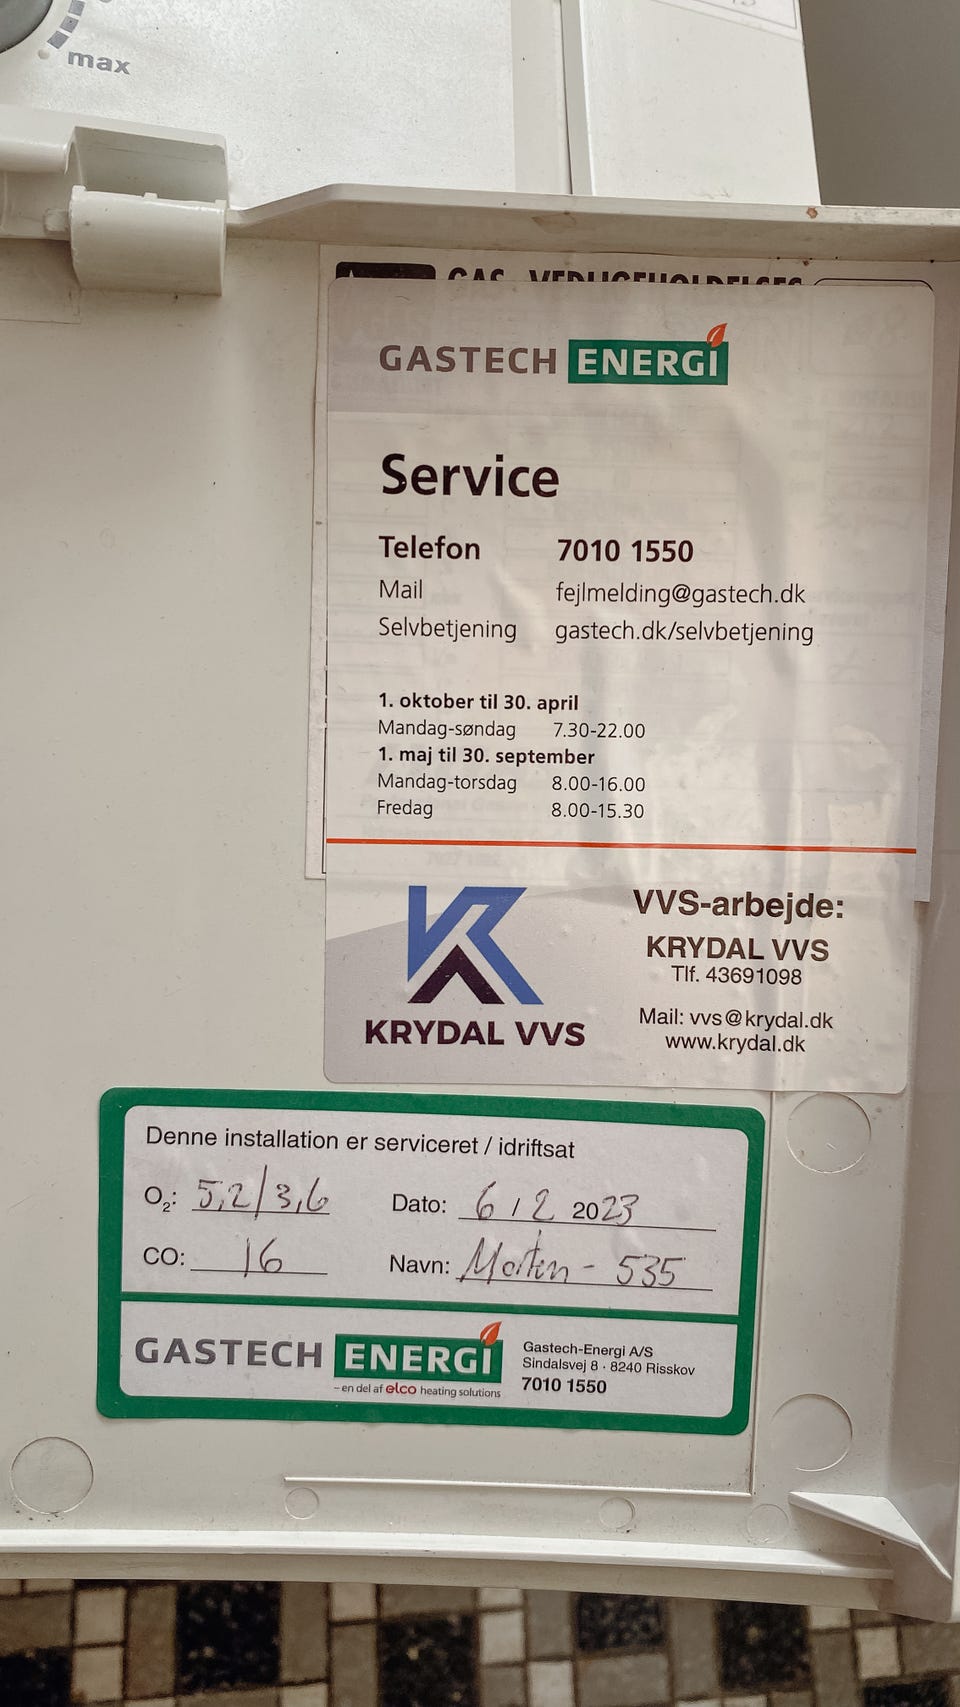 max
GASTECH ENERGI
Service
Telefon 7010 1550
Mail fejlmelding@gastech.dk
Selvbetjening gastech.dk/selvbetjening
1. oktober til 30. april
Mandag-søndag 7.30-22.00
1. maj til 30. september
Mandag-torsdag 8.00-16.00
Fredag 8.00-15.30
KRYDAL VVS
VVS-arbejde:
KRYDAL VVS
Tlf. 43691098
Mail: vvs@krydal.dk
www.krydal.dk
Denne installation er serviceret / idriftsat
O₂: 5,2/3,6 Dato: 6 / 2 2023
CO: 16 Navn: Morten - 535
GASTECH ENERGI
– en del af elco heating solutions
Gastech-Energi A/S
Sindalsvej 8 · 8240 Risskov
7010 1550